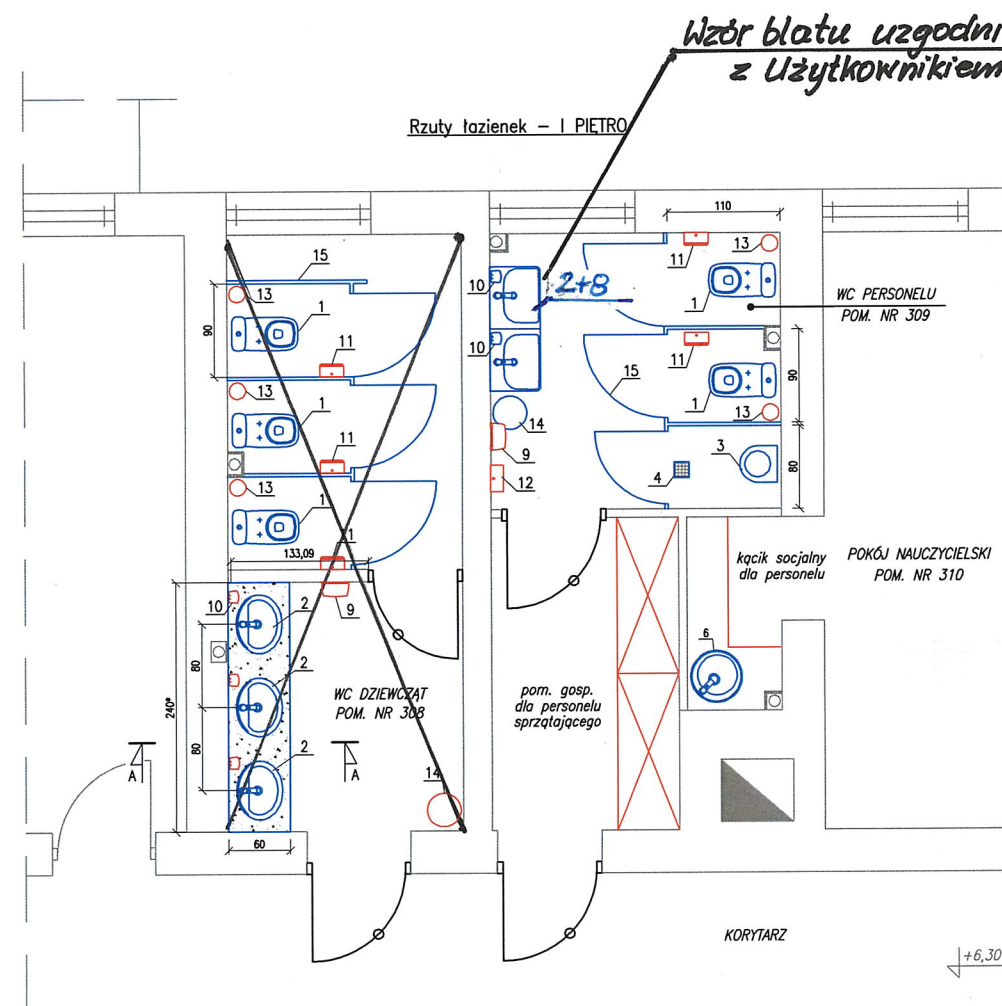 Wzór blatu uzgodni
z Użytkownikiem
Rzuty łazienek – I PIĘTRO
110
15
13
11
13
10
2+8
1
1
WC PERSONELU
POM. NR 309
90
11
10
11
15
1
90
13
1
13
14
9
11
3
80
12
4
13
1
133,09
11
kącik socjalny
dla personelu
POKÓJ NAUCZYCIELSKI
POM. NR 310
10
2
9
6
80
2
240*
WC DZIEWCZĄT
POM. NR 308
pom. gosp.
dla personelu
sprzątającego
80
2
A
A
14
60
KORYTARZ
+6,30